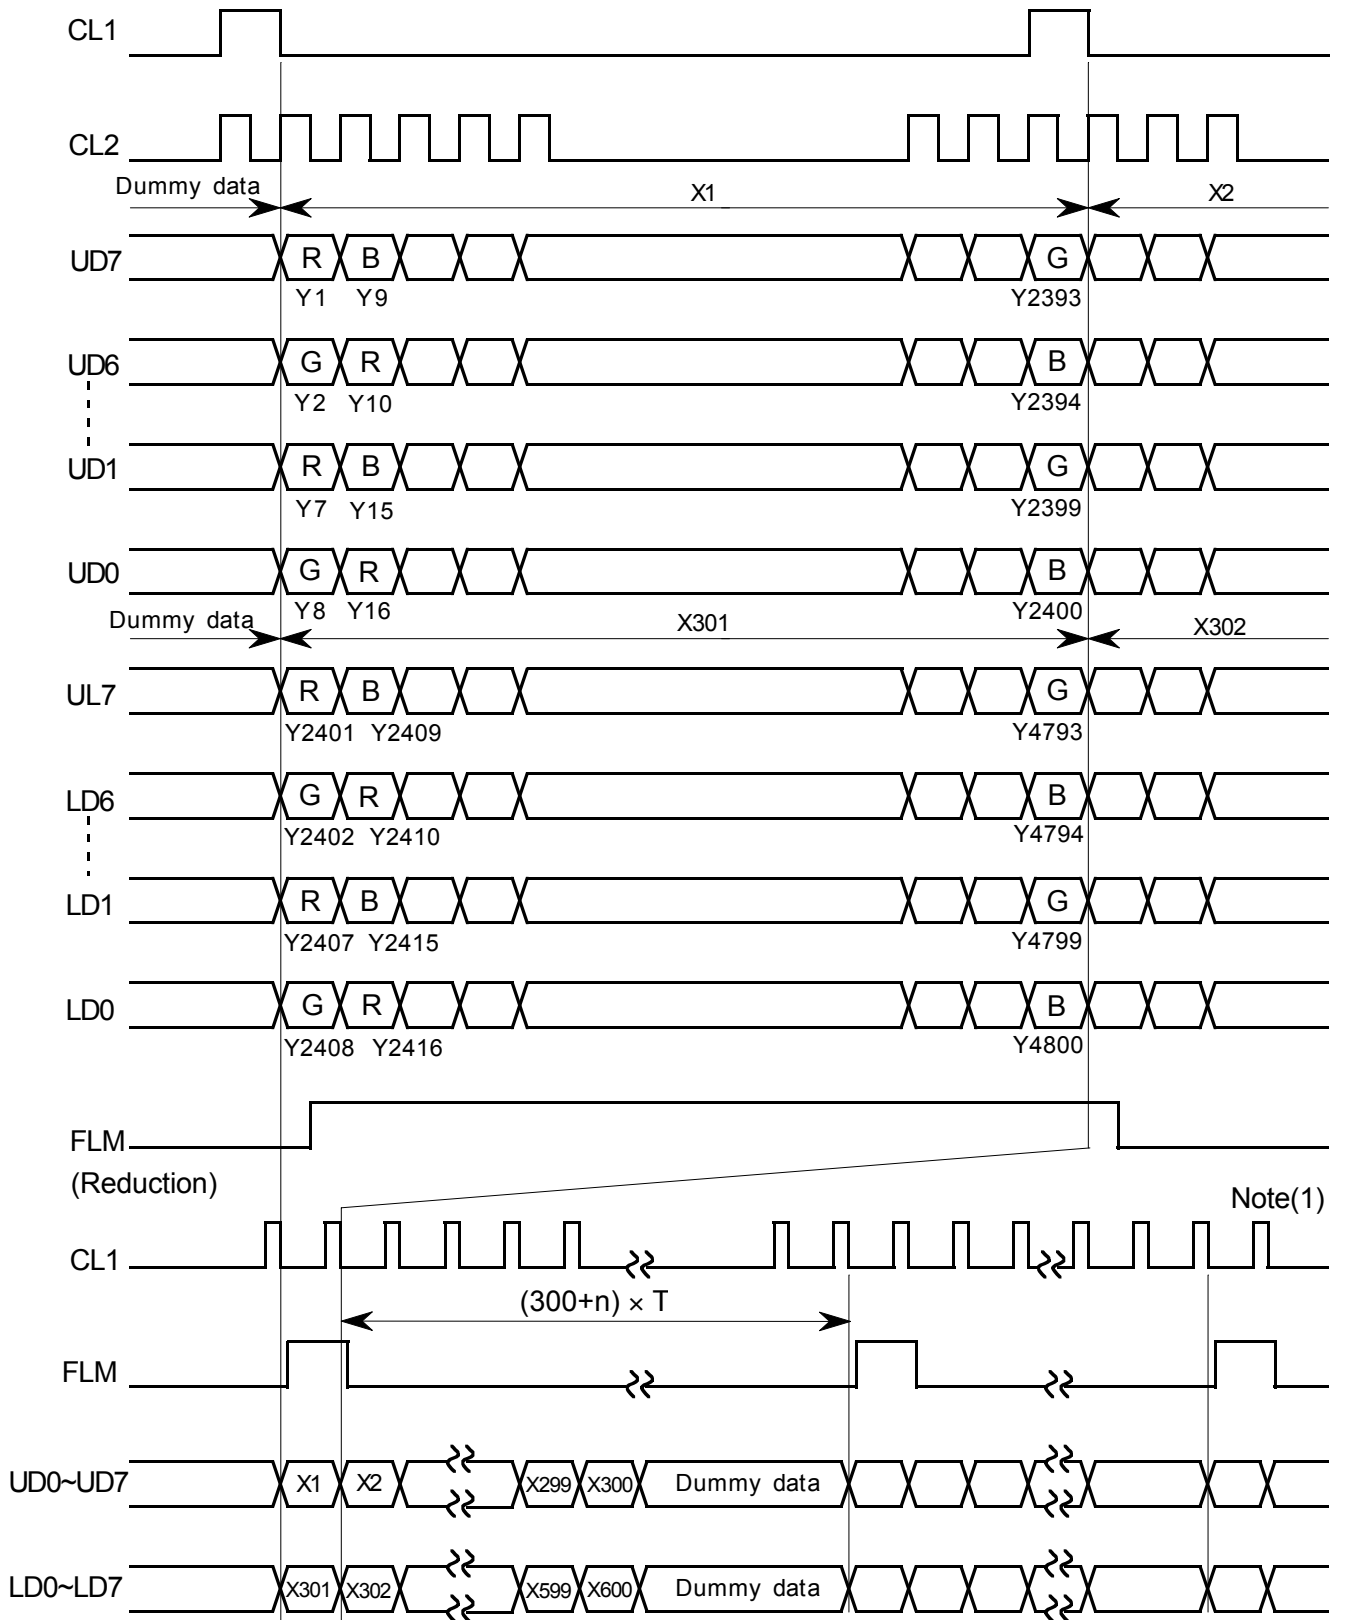 CL1
CL2
Dummy data X1 X2
UD7 R B G
Y1 Y9 Y2393
UD6 G R B
Y2 Y10 Y2394
UD1 R B G
Y7 Y15 Y2399
UD0 G R B
Y8 Y16 Y2400
Dummy data X301 X302
UL7 R B G
Y2401 Y2409 Y4793
LD6 G R B
Y2402 Y2410 Y4794
LD1 R B G
Y2407 Y2415 Y4799
LD0 G R B
Y2408 Y2416 Y4800
FLM
(Reduction)
Note(1)
CL1
(300+n) × T
FLM
UD0~UD7 X1 X2 X299 X300 Dummy data
LD0~LD7 X301 X302 X599 X600 Dummy data